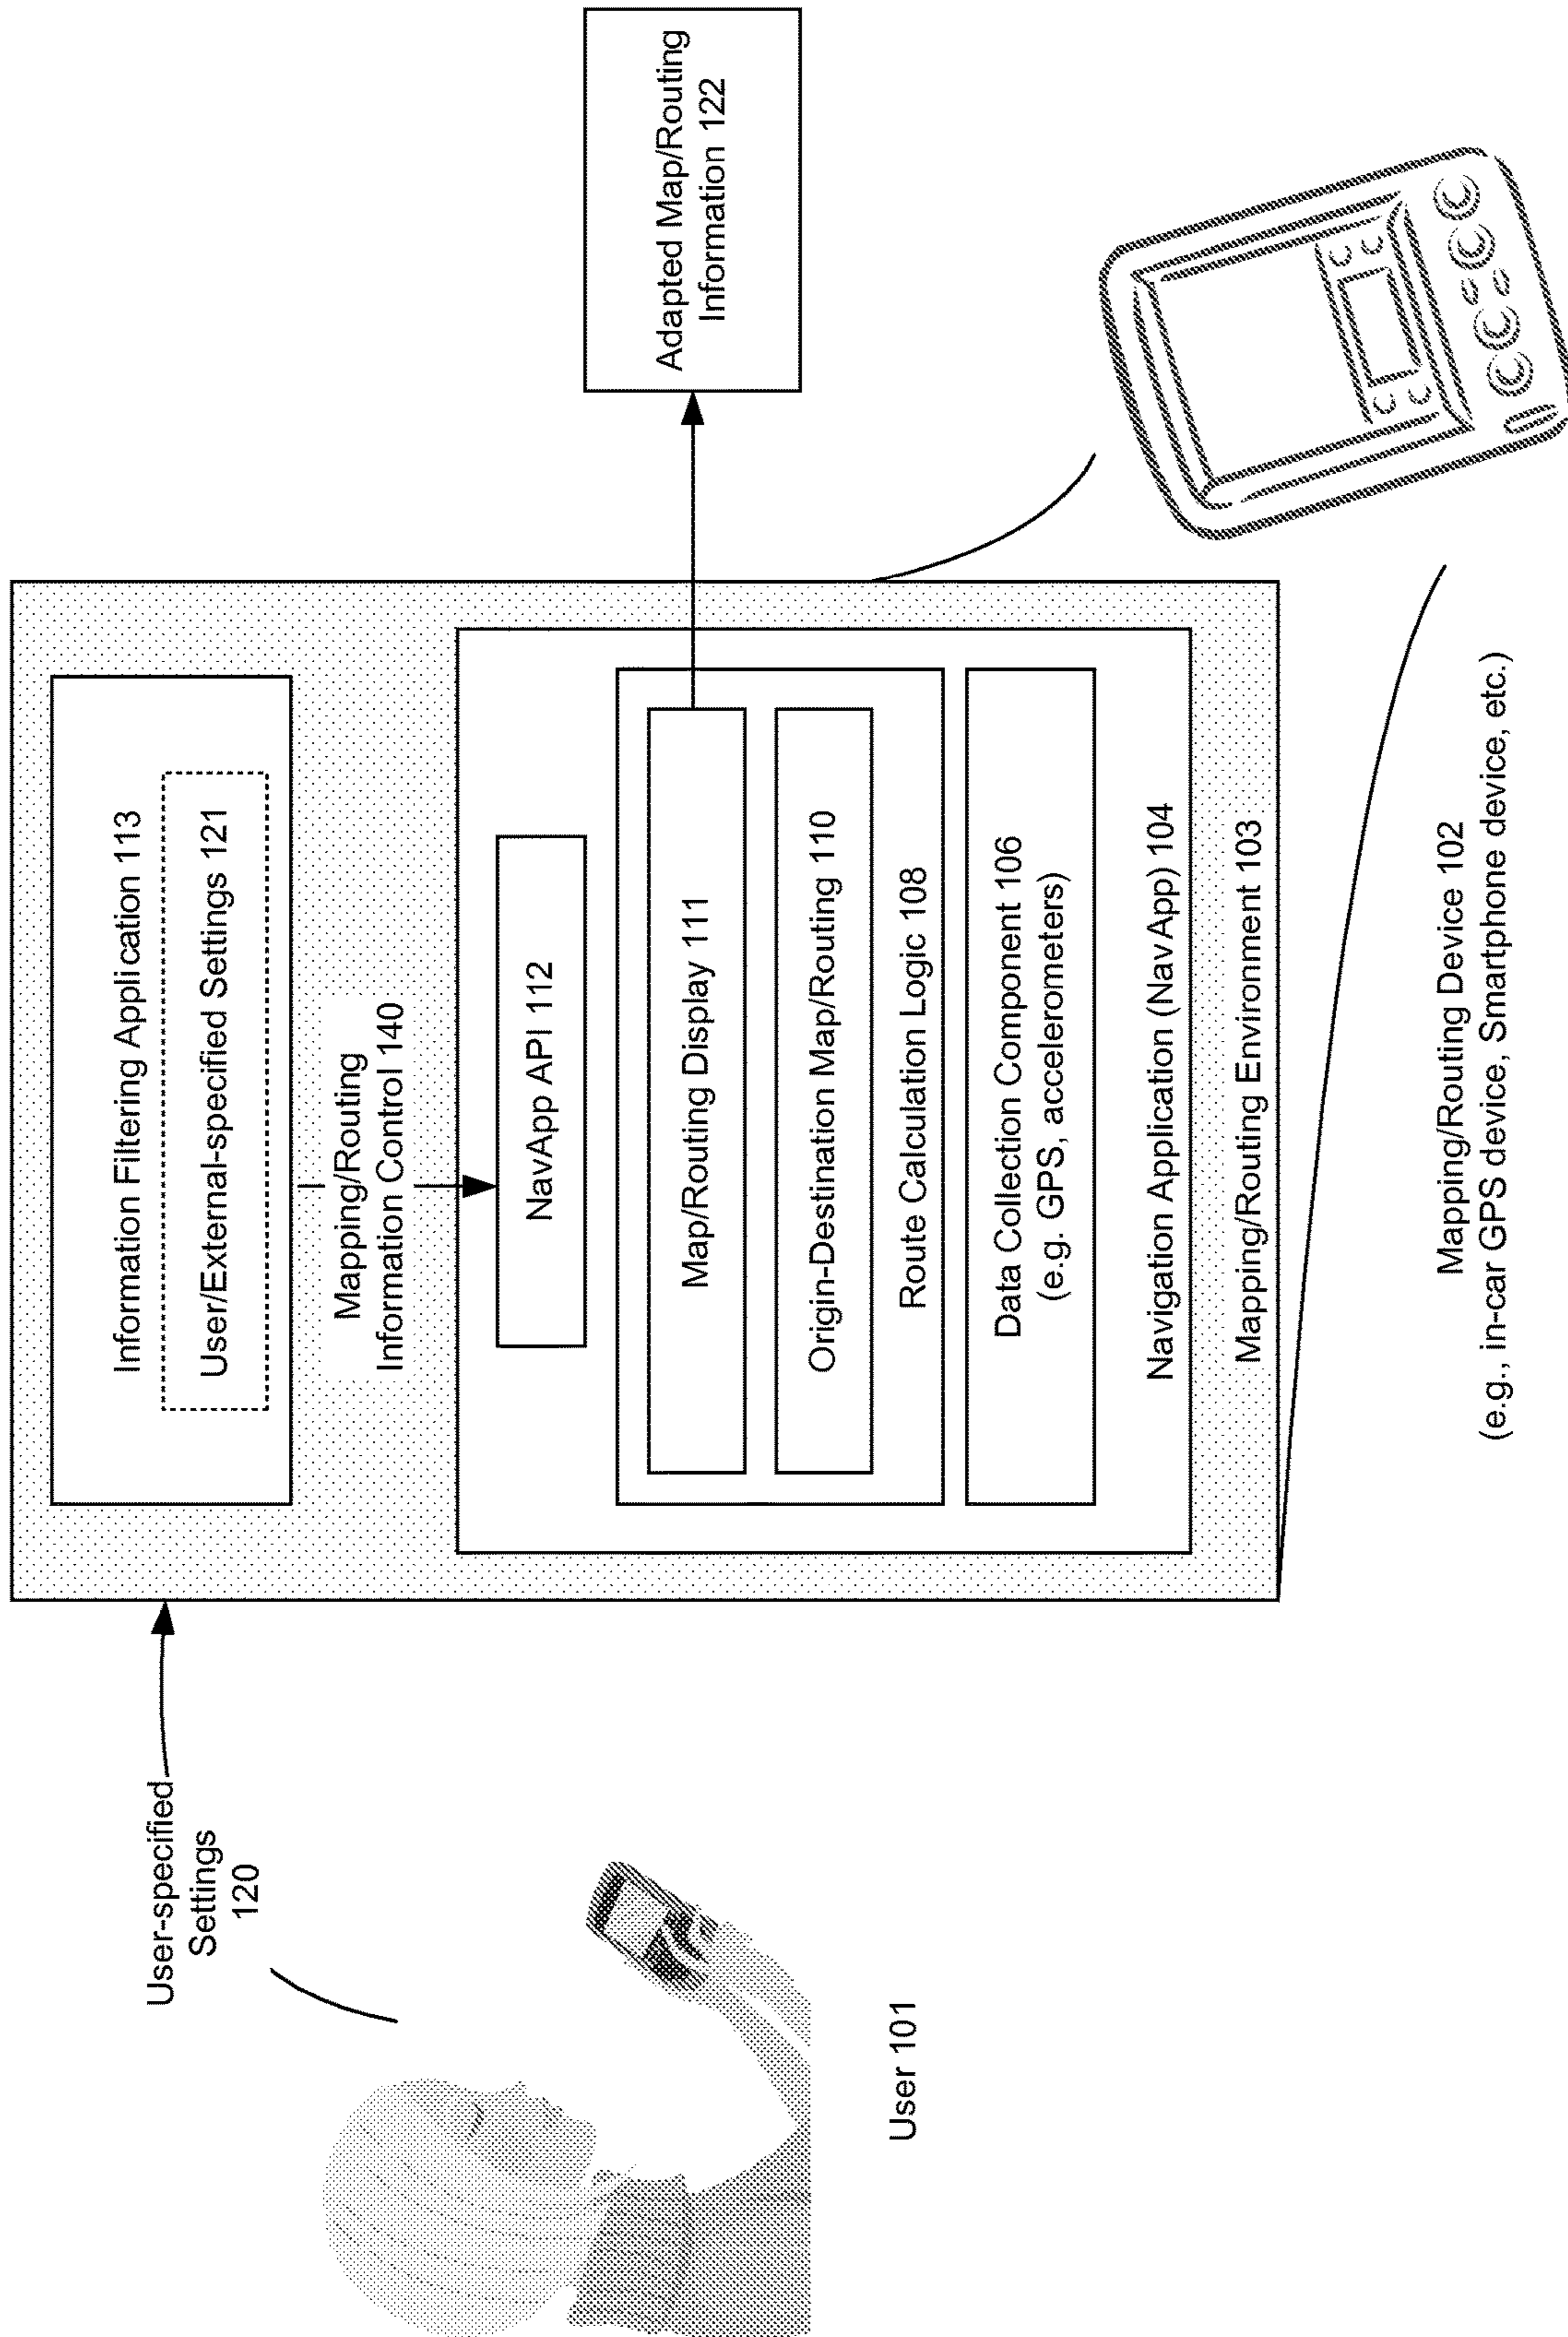 User-specified
Settings
120
User 101
Information Filtering Application 113
User/External-specified Settings 121
Mapping/Routing
Information Control 140
NavApp API 112
Map/Routing Display 111
Origin-Destination Map/Routing 110
Route Calculation Logic 108
Data Collection Component 106
(e.g. GPS, accelerometers)
Navigation Application (NavApp) 104
Mapping/Routing Environment 103
Adapted Map/Routing
Information 122
Mapping/Routing Device 102
(e.g., in-car GPS device, Smartphone device, etc.)